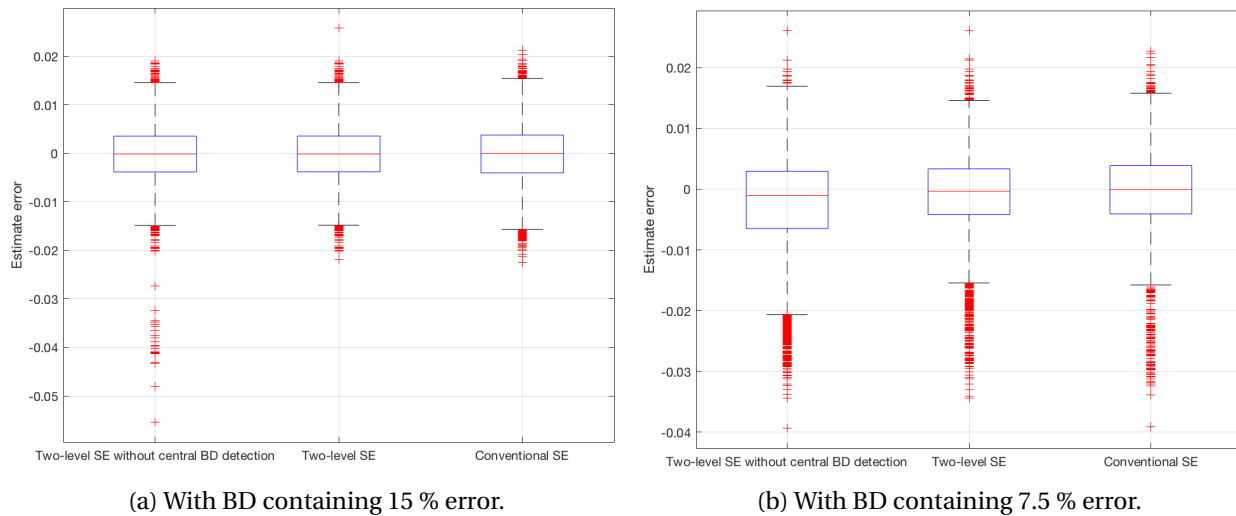 0.02
0.01
0
-0.01
-0.02
-0.03
-0.04
-0.05
Estimate error
Two-level SE without central BD detection
Two-level SE
Conventional SE
(a) With BD containing 15 % error.
0.02
0.01
0
-0.01
-0.02
-0.03
-0.04
Estimate error
Two-level SE without central BD detection
Two-level SE
Conventional SE
(b) With BD containing 7.5 % error.